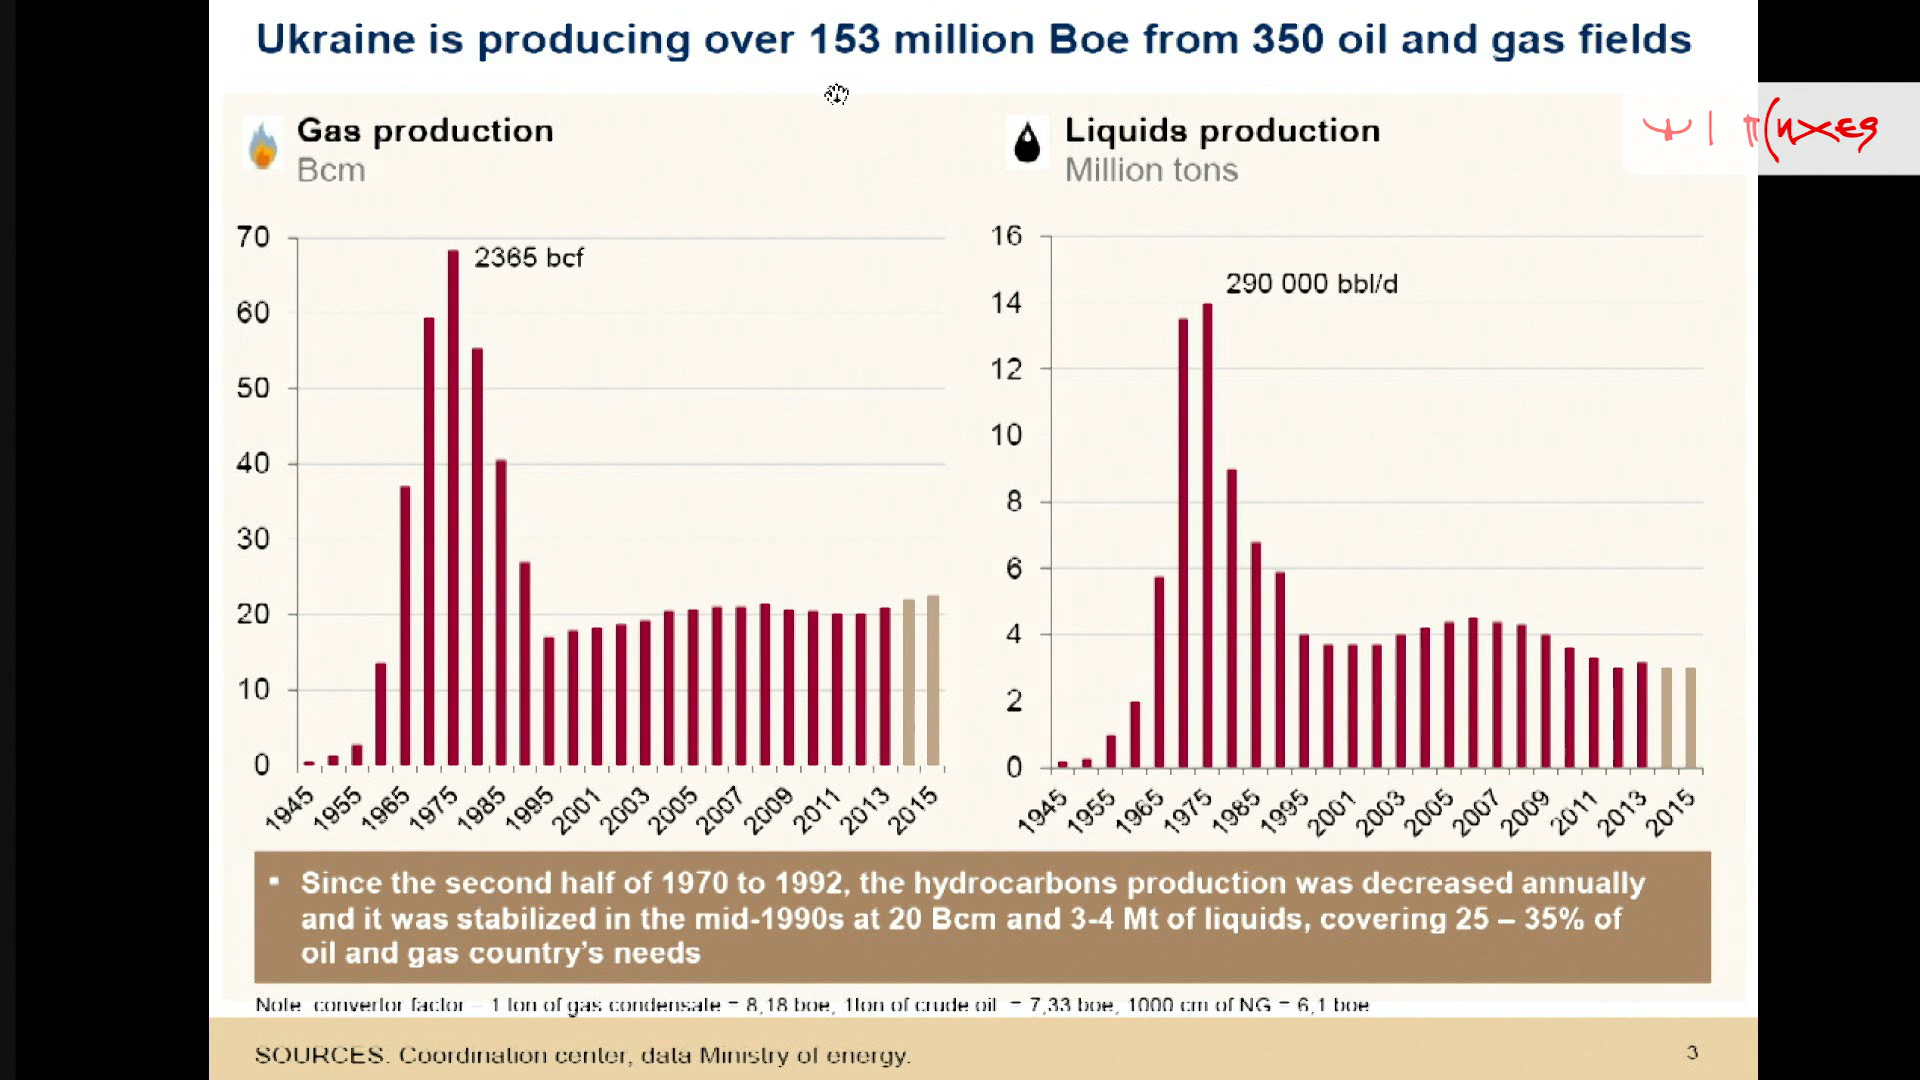 Ukraine is producing over 153 million Boe from 350 oil and gas fields
Gas production
Bcm
70
60
50
40
30
20
10
0
2365 bcf
1945 1955 1965 1975 1985 1995 2001 2003 2005 2007 2009 2011 2013 2015
Liquids production
Million tons
16
14
12
10
8
6
4
2
0
290 000 bbl/d
1945 1955 1965 1975 1985 1995 2001 2003 2005 2007 2009 2011 2013 2015
▪ Since the second half of 1970 to 1992, the hydrocarbons production was decreased annually
and it was stabilized in the mid-1990s at 20 Bcm and 3-4 Mt of liquids, covering 25 – 35% of
oil and gas country's needs
Note convertor factor – 1 ton of gas condensate = 8,18 boe, 1ton of crude oil = 7,33 boe, 1000 cm of NG = 6,1 boe
SOURCES. Coordination center, data Ministry of energy.
3